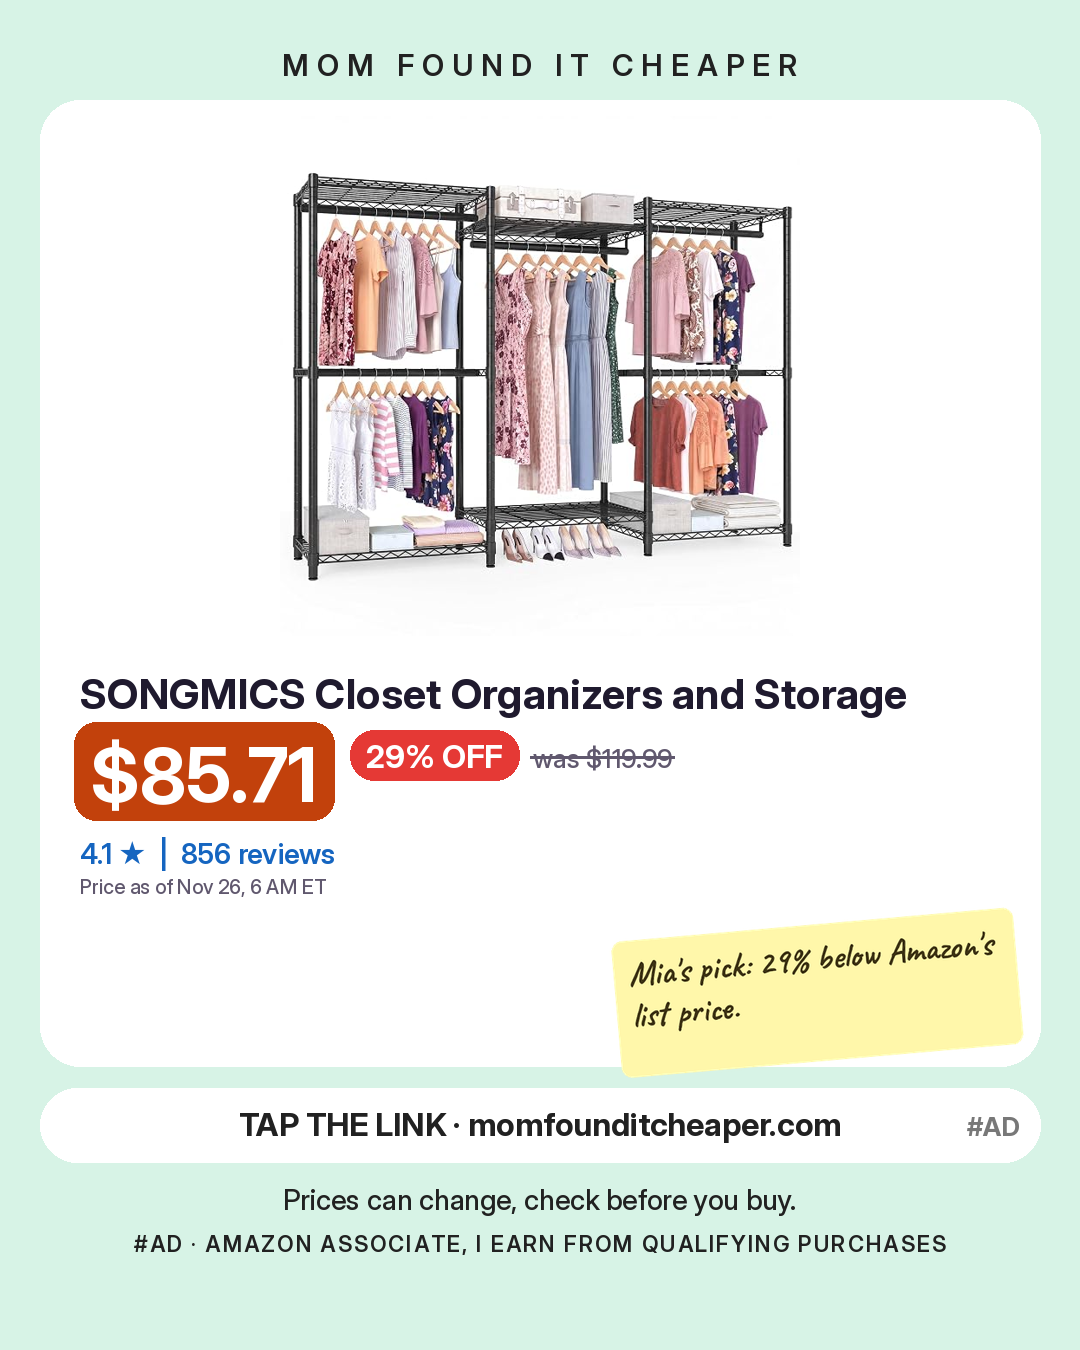 MOM FOUND IT CHEAPER
SONGMICS Closet Organizers and Storage
$85.71 29% OFF was $119.99
4.1 ★ | 856 reviews
Price as of Nov 26, 6 AM ET
Mia's pick: 29% below Amazon's
list price.
TAP THE LINK · momfounditcheaper.com #AD
Prices can change, check before you buy.
#AD · AMAZON ASSOCIATE, I EARN FROM QUALIFYING PURCHASES